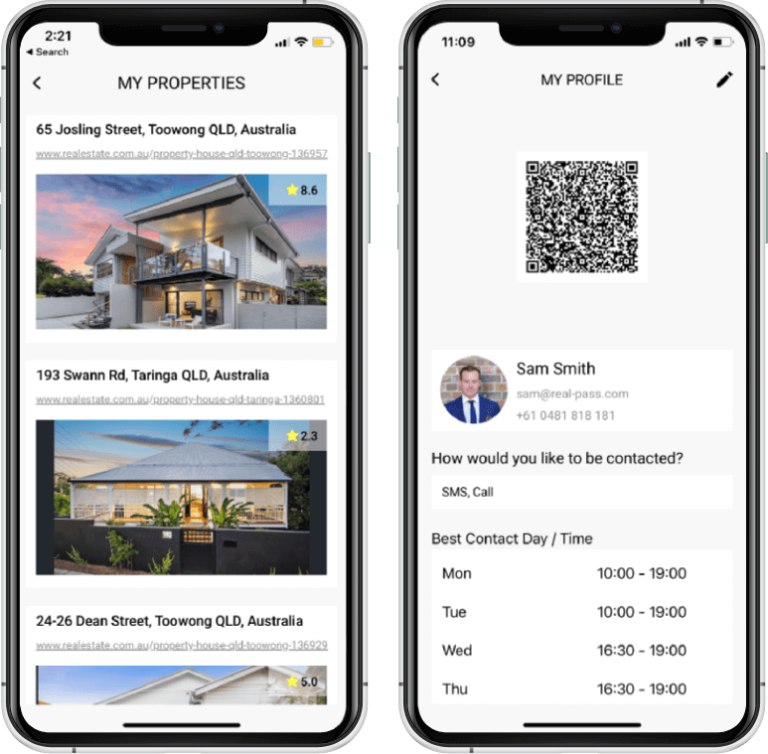 2:21
Search
MY PROPERTIES
65 Josling Street, Toowong QLD, Australia
www.realestate.com.au/property-house-qld-toowong-136957
8.6
193 Swann Rd, Taringa QLD, Australia
www.realestate.com.au/property-house-qld-taringa-1360801
2.3
24-26 Dean Street, Toowong QLD, Australia
www.realestate.com.au/property-house-qld-toowong-136929
5.0
11:09
MY PROFILE
Sam Smith
sam@real-pass.com
+61 0481 818 181
How would you like to be contacted?
SMS, Call
Best Contact Day / Time
Mon 10:00 - 19:00
Tue 10:00 - 19:00
Wed 16:30 - 19:00
Thu 16:30 - 19:00